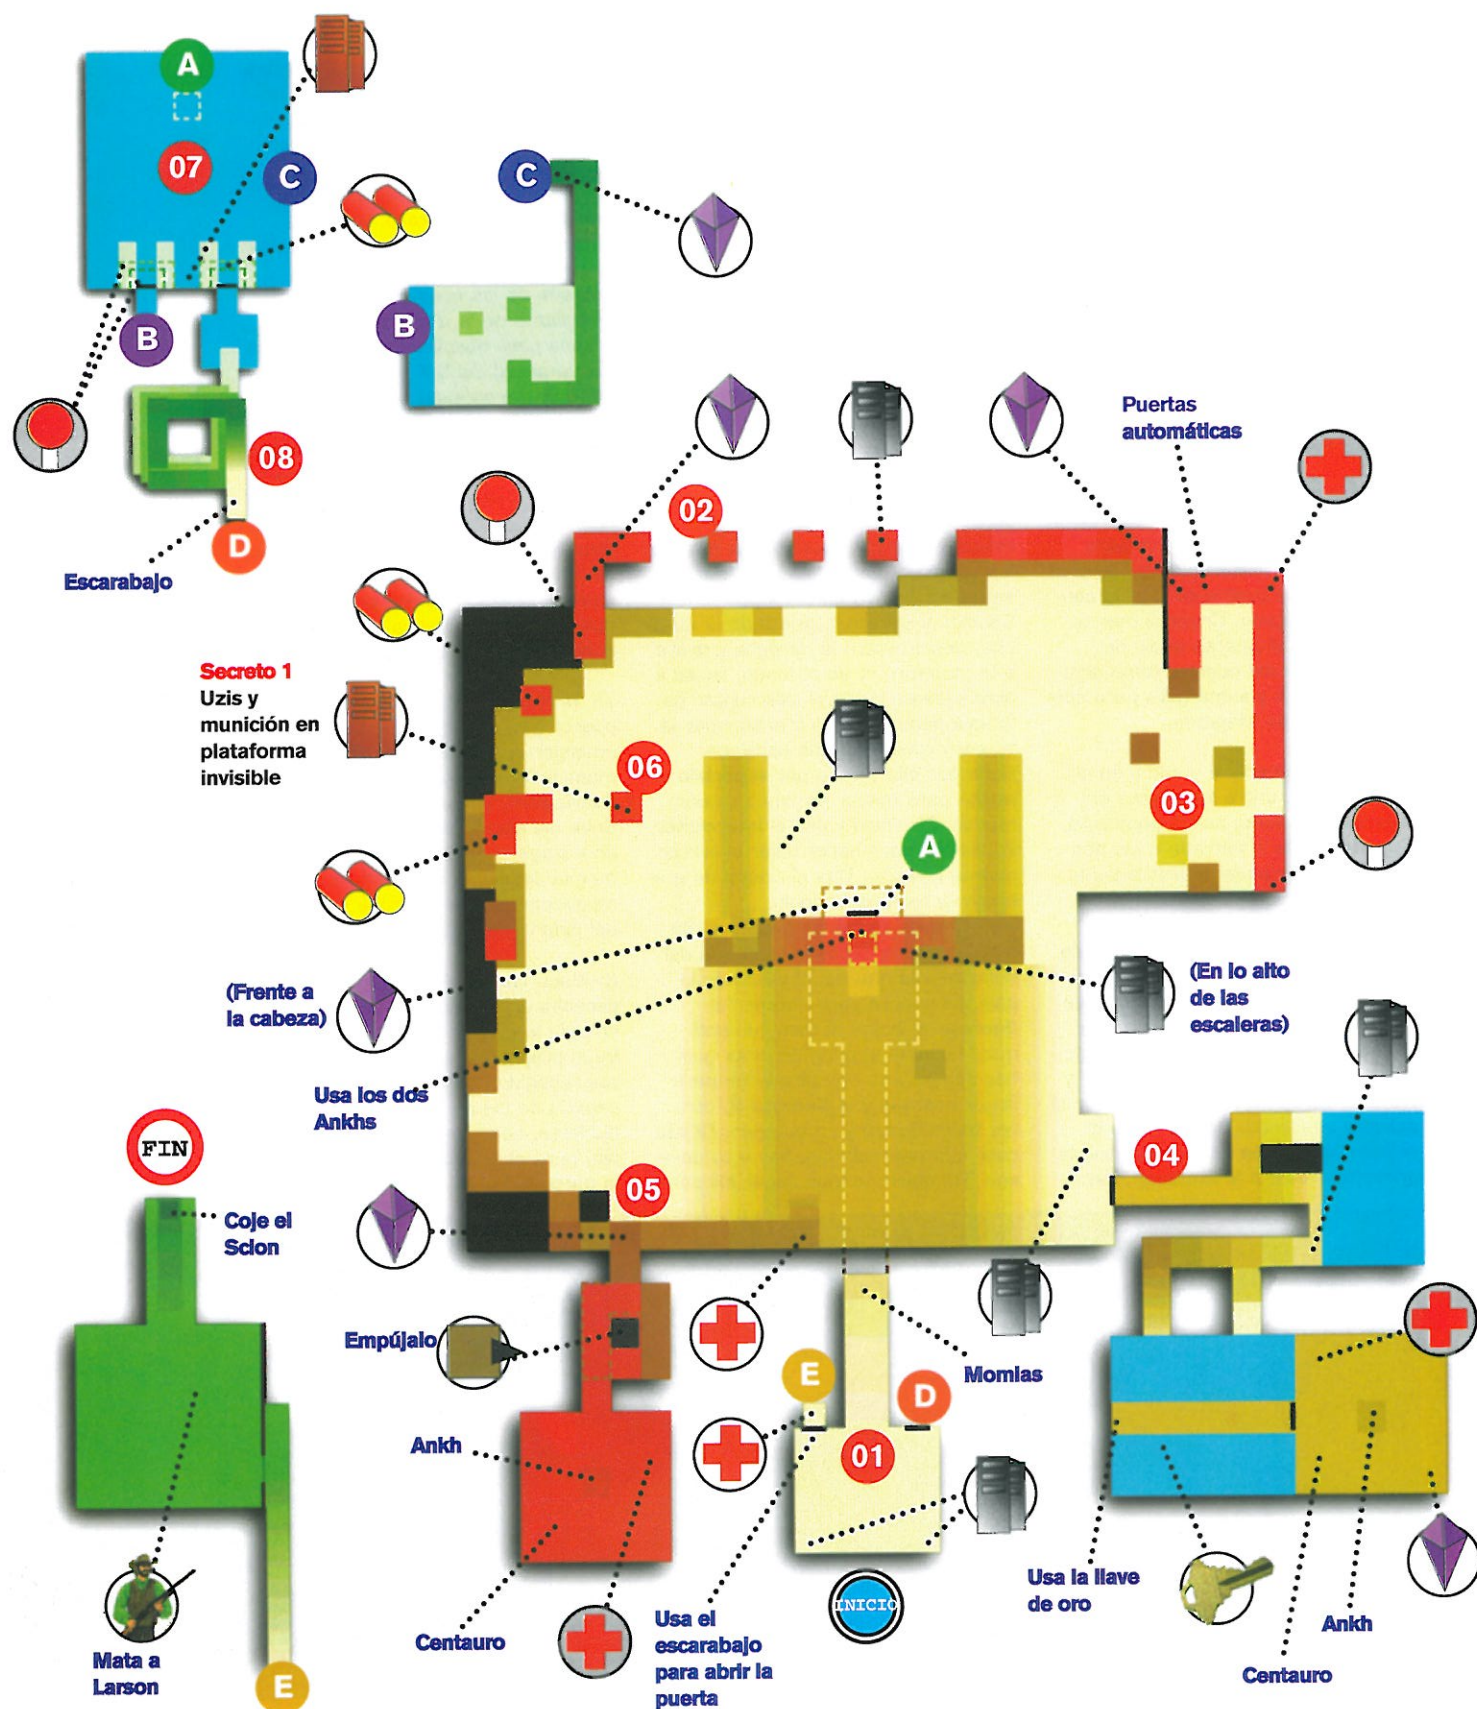 A
07
C
C
B
B
08
D
Escarabajo
02
Puertas
automáticas
Secreto 1
Uzis y
munición en
plataforma
invisible
06
03
A
(Frente a
la cabeza)
(En lo alto
de las
escaleras)
Usa los dos
Ankhs
FIN
Coje el
Scion
05
04
Empújalo
Momias
E
D
01
Ankh
Centauro
Usa el
escarabajo
para abrir la
puerta
INICIO
Usa la llave
de oro
Ankh
Centauro
Mata a
Larson
E